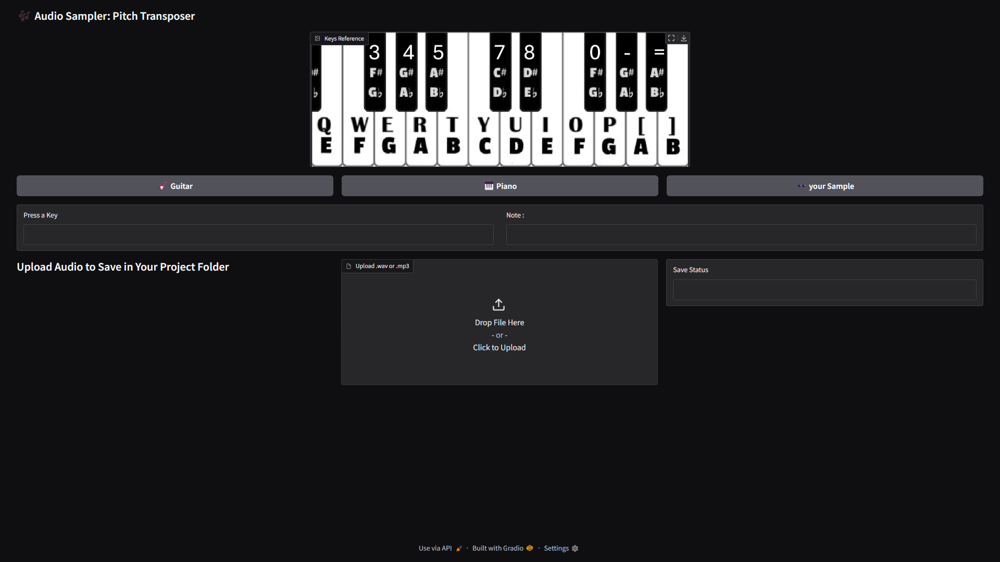 Audio Sampler: Pitch Transposer
Keys Reference
3 4 5 7 8 0 - =
# F# G# A# C# D# F# G# A#
♭ G♭ A♭ B♭ D♭ E♭ G♭ A♭ B♭
Q W E R T Y U I O P [ ]
E F G A B C D E F G A B
Guitar
Piano
your Sample
Press a Key
Note :
Upload Audio to Save in Your Project Folder
Upload .wav or .mp3
Drop File Here
- or -
Click to Upload
Save Status
Use via API · Built with Gradio · Settings